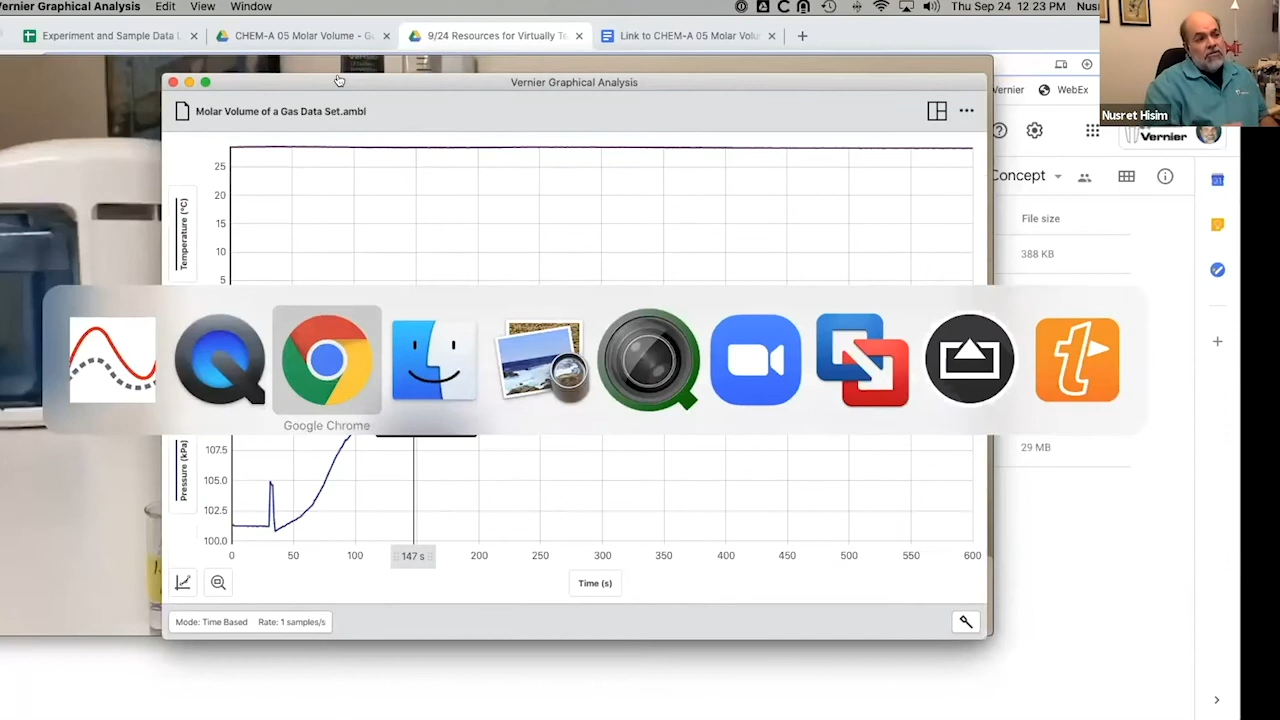 Vernier Graphical Analysis Edit View Window Thu Sep 24 12:23 PM Nus
Experiment and Sample Data L
CHEM-A 05 Molar Volume - G
9/24 Resources for Virtually Te
Link to CHEM-A 05 Molar Volu
Vernier Graphical Analysis
Vernier
WebEx
Nusret Hisim
Molar Volume of a Gas Data Set.ambl
Vernier
Concept
File size
388 KB
29 MB
Temperature (°C)
25
20
15
10
5
Google Chrome
Pressure (kPa)
107.5
105.0
102.5
100.0
0 50 100 147 s 200 250 300 350 400 450 500 550 600
Time (s)
Mode: Time Based Rate: 1 samples/s